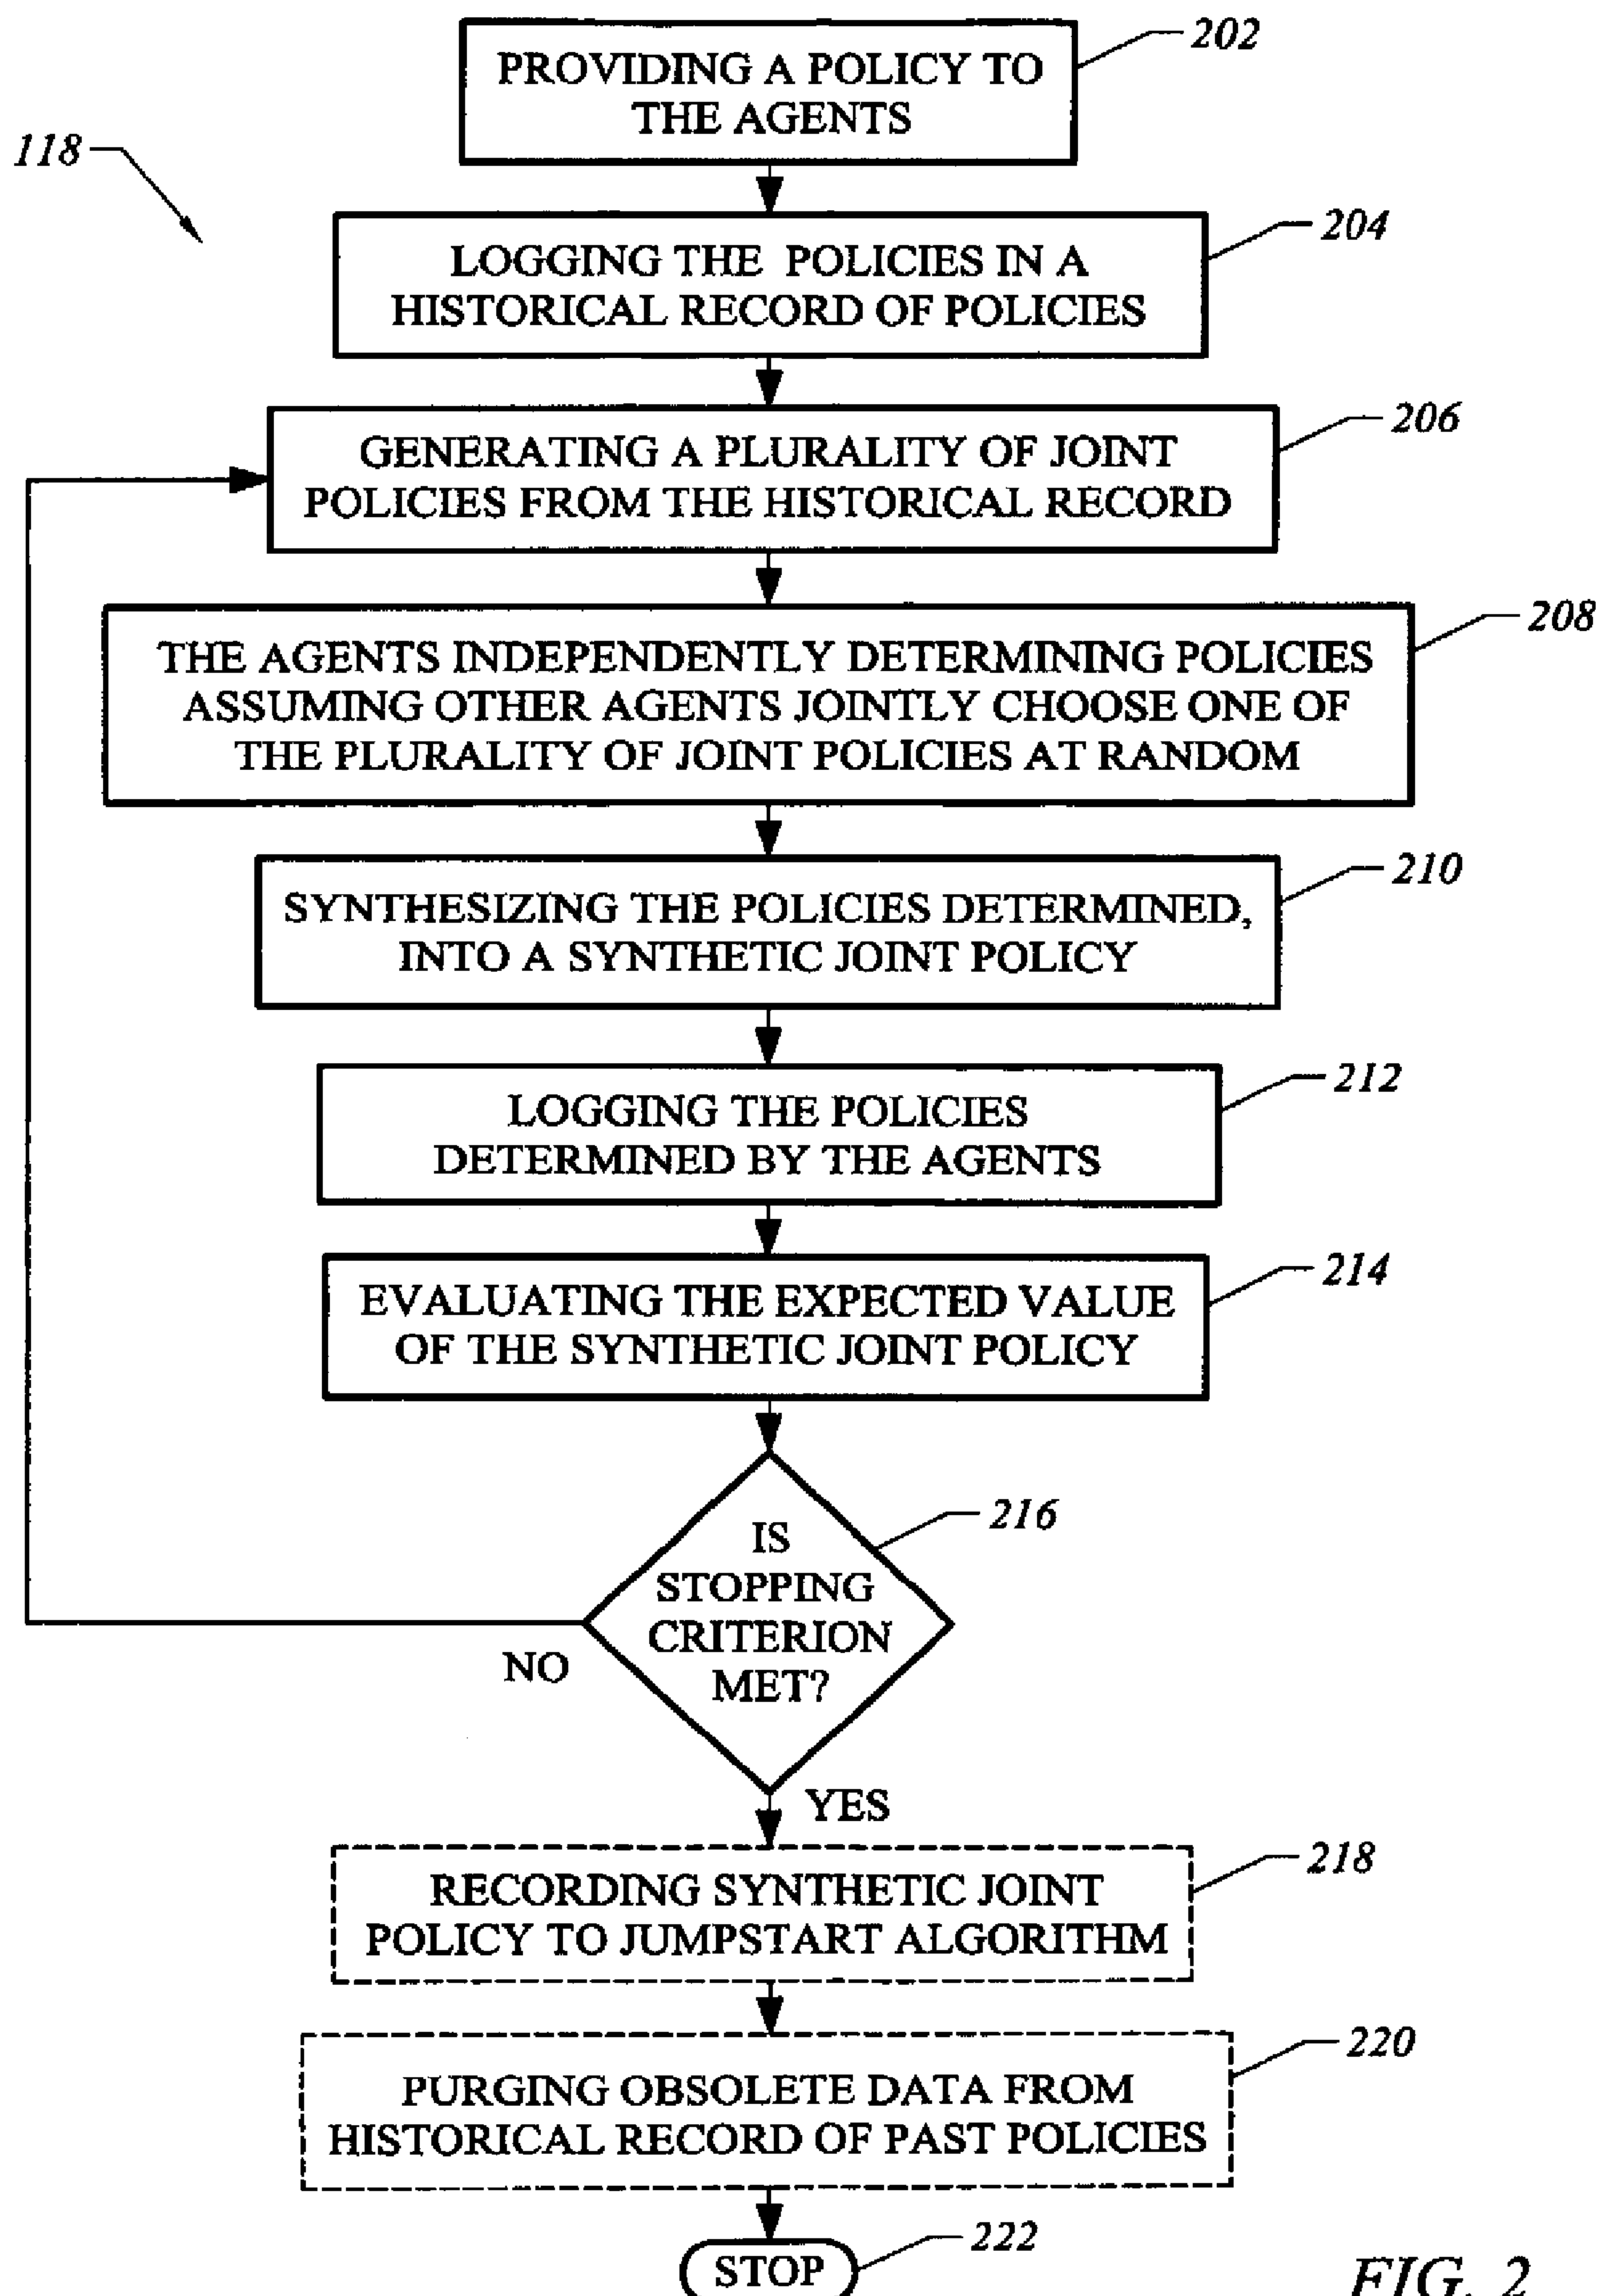 202
PROVIDING A POLICY TO
THE AGENTS
118
204
LOGGING THE POLICIES IN A
HISTORICAL RECORD OF POLICIES
206
GENERATING A PLURALITY OF JOINT
POLICIES FROM THE HISTORICAL RECORD
208
THE AGENTS INDEPENDENTLY DETERMINING POLICIES
ASSUMING OTHER AGENTS JOINTLY CHOOSE ONE OF
THE PLURALITY OF JOINT POLICIES AT RANDOM
210
SYNTHESIZING THE POLICIES DETERMINED,
INTO A SYNTHETIC JOINT POLICY
212
LOGGING THE POLICIES
DETERMINED BY THE AGENTS
214
EVALUATING THE EXPECTED VALUE
OF THE SYNTHETIC JOINT POLICY
216
IS
STOPPING
CRITERION
MET?
NO
YES
218
RECORDING SYNTHETIC JOINT
POLICY TO JUMPSTART ALGORITHM
220
PURGING OBSOLETE DATA FROM
HISTORICAL RECORD OF PAST POLICIES
222
STOP
FIG. 2